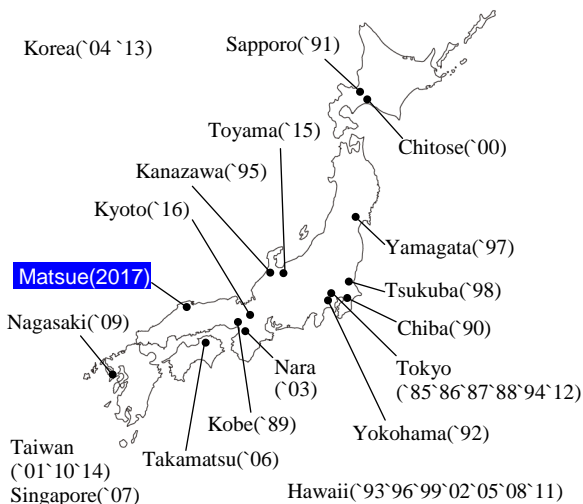 Korea(`04 `13)
Sapporo(`91)
Toyama(`15)
Chitose(`00)
Kanazawa(`95)
Kyoto(`16)
Yamagata(`97)
Matsue(2017)
Tsukuba(`98)
Nagasaki(`09)
Chiba(`90)
Nara
(`03)
Tokyo
(`85`86`87`88`94`12)
Kobe(`89)
Yokohama(`92)
Taiwan
(`01`10`14)
Takamatsu(`06)
Singapore(`07)
Hawaii(`93`96`99`02`05`08`11)